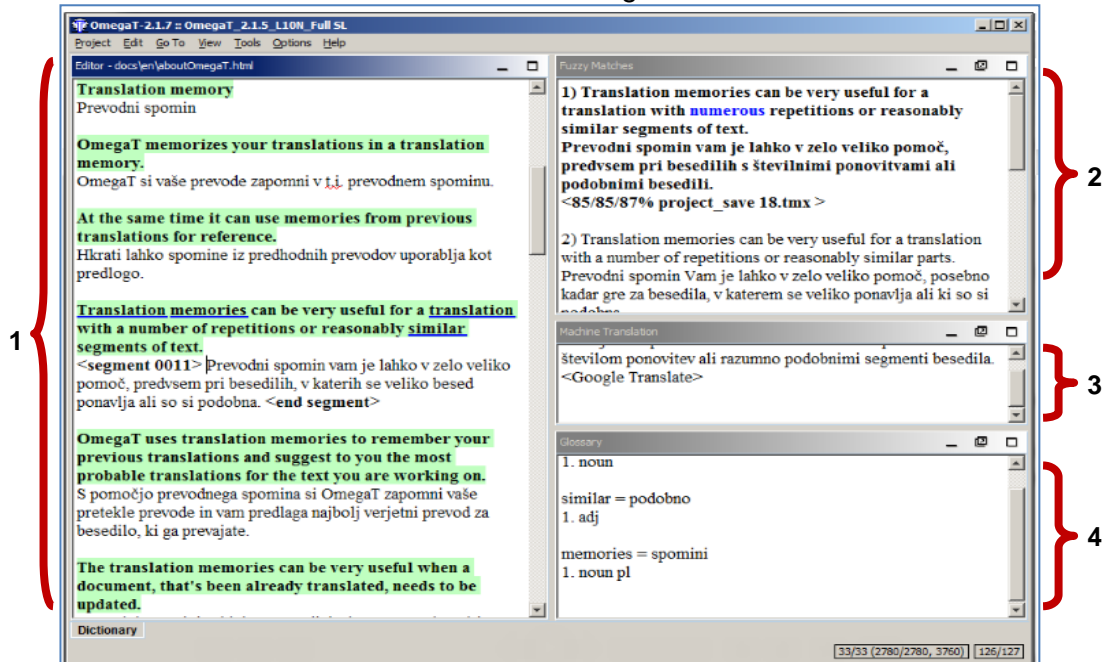 OmegaT-2.1.7 :: OmegaT_2.1.5_L10N_Full SL
Project Edit Go To View Tools Options Help
Editor - docs\en\aboutOmegaT.html
Translation memory
Prevodni spomin
OmegaT memorizes your translations in a translation
memory.
OmegaT si vaše prevode zapomni v t.i. prevodnem spominu.
At the same time it can use memories from previous
translations for reference.
Hkrati lahko spomine iz predhodnih prevodov uporablja kot
predlogo.
Translation memories can be very useful for a translation
with a number of repetitions or reasonably similar
segments of text.
<segment 0011> Prevodni spomin vam je lahko v zelo veliko
pomoč, predvsem pri besedilih, v katerih se veliko besed
ponavlja ali so si podobna. <end segment>
OmegaT uses translation memories to remember your
previous translations and suggest to you the most
probable translations for the text you are working on.
S pomočjo prevodnega spomina si OmegaT zapomni vaše
pretekle prevode in vam predlaga najbolj verjetni prevod za
besedilo, ki ga prevajate.
The translation memories can be very useful when a
document, that's been already translated, needs to be
updated.
Dictionary
1
Fuzzy Matches
1) Translation memories can be very useful for a
translation with numerous repetitions or reasonably
similar segments of text.
Prevodni spomin vam je lahko v zelo veliko pomoč,
predvsem pri besedilih s številnimi ponovitvami ali
podobnimi besedili.
<85/85/87% project_save 18.tmx >
2) Translation memories can be very useful for a translation
with a number of repetitions or reasonably similar parts.
Prevodni spomin Vam je lahko v zelo veliko pomoč, posebno
kadar gre za besedila, v katerem se veliko ponavlja ali ki so si
2
Machine Translation
številom ponovitev ali razumno podobnimi segmenti besedila.
<Google Translate>
3
Glossary
1. noun
similar = podobno
1. adj
memories = spomini
1. noun pl
4
33/33 (2780/2780, 3760) 126/127